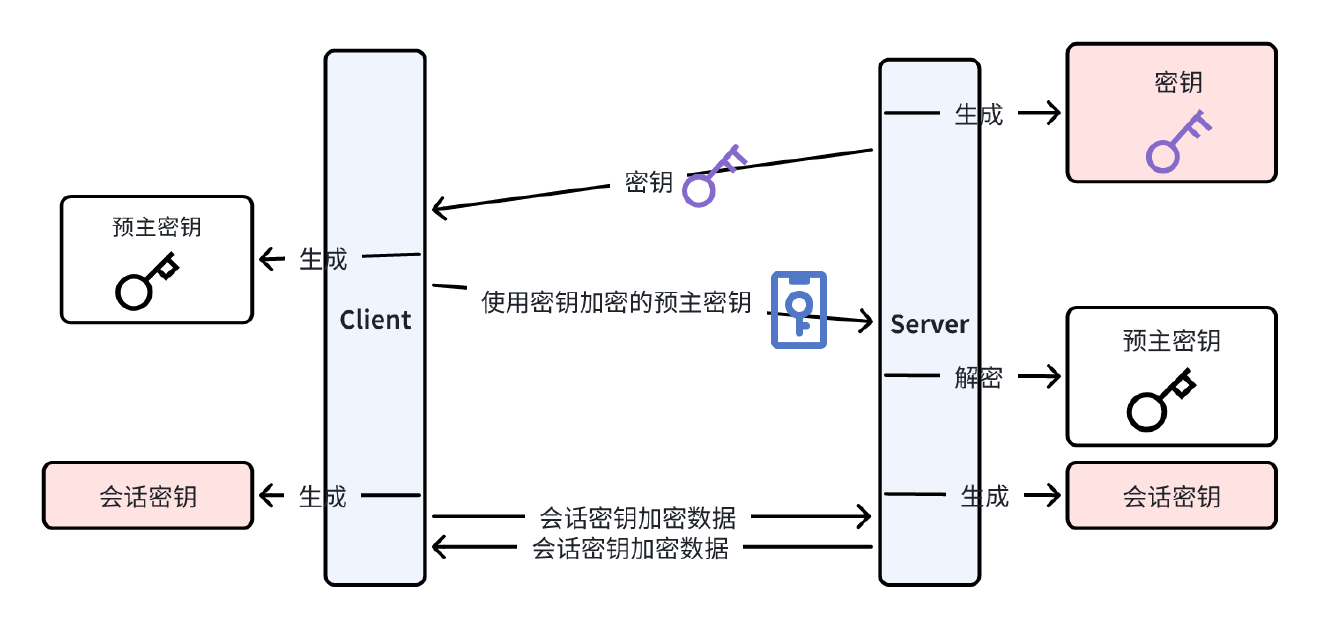 密钥
生成
密钥
预主密钥
生成
使用密钥加密的预主密钥
Client
Server
预主密钥
解密
会话密钥
生成
生成
会话密钥
会话密钥加密数据
会话密钥加密数据